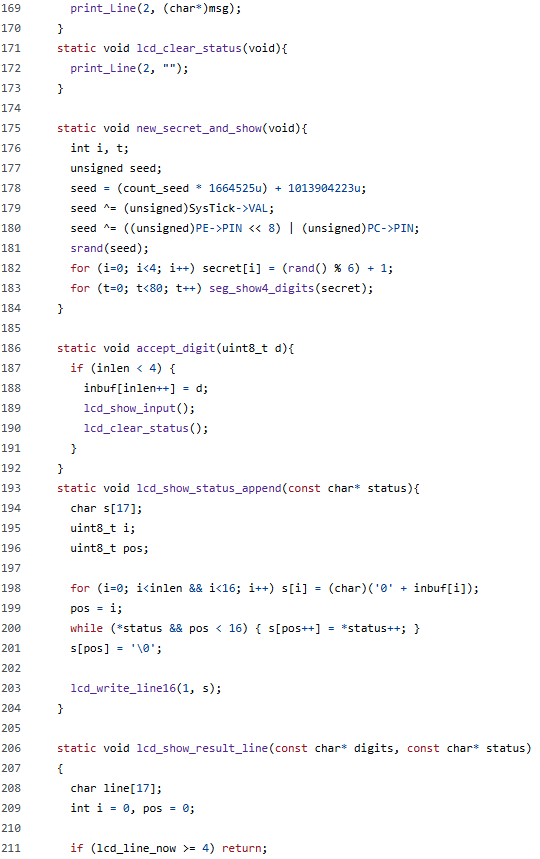 169 print_Line(2, (char*)msg);
170 }
171 static void lcd_clear_status(void){
172 print_Line(2, "");
173 }
174
175 static void new_secret_and_show(void){
176 int i, t;
177 unsigned seed;
178 seed = (count_seed * 1664525u) + 1013904223u;
179 seed ^= (unsigned)SysTick->VAL;
180 seed ^= ((unsigned)PE->PIN << 8) | (unsigned)PC->PIN;
181 srand(seed);
182 for (i=0; i<4; i++) secret[i] = (rand() % 6) + 1;
183 for (t=0; t<80; t++) seg_show4_digits(secret);
184 }
185
186 static void accept_digit(uint8_t d){
187 if (inlen < 4) {
188 inbuf[inlen++] = d;
189 lcd_show_input();
190 lcd_clear_status();
191 }
192 }
193 static void lcd_show_status_append(const char* status){
194 char s[17];
195 uint8_t i;
196 uint8_t pos;
197
198 for (i=0; i<inlen && i<16; i++) s[i] = (char)('0' + inbuf[i]);
199 pos = i;
200 while (*status && pos < 16) { s[pos++] = *status++; }
201 s[pos] = '\0';
202
203 lcd_write_line16(1, s);
204 }
205
206 static void lcd_show_result_line(const char* digits, const char* status)
207 {
208 char line[17];
209 int i = 0, pos = 0;
210
211 if (lcd_line_now >= 4) return;